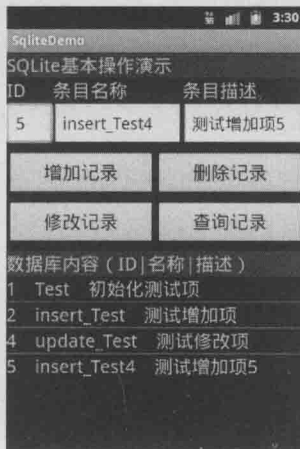 3:30
SqliteDemo
SQLite基本操作演示
ID 条目名称 条目描述
5 insert_Test4 测试增加项5
增加记录 删除记录
修改记录 查询记录
数据库内容（ID|名称|描述）
1 Test 初始化测试项
2 insert_Test 测试增加项
4 update_Test 测试修改项
5 insert_Test4 测试增加项5